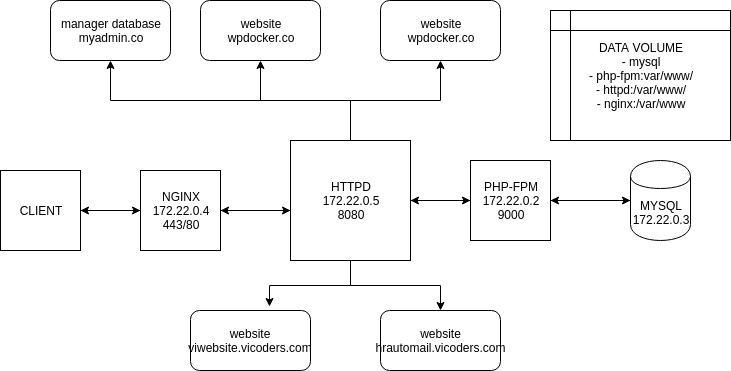 manager database
myadmin.co
website
wpdocker.co
website
wpdocker.co
DATA VOLUME
- mysql
- php-fpm:var/www/
- httpd:/var/www/
- nginx:/var/www
CLIENT
NGINX
172.22.0.4
443/80
HTTPD
172.22.0.5
8080
PHP-FPM
172.22.0.2
9000
MYSQL
172.22.0.3
website
viwebsite.vicoders.com
website
hrautomail.vicoders.com